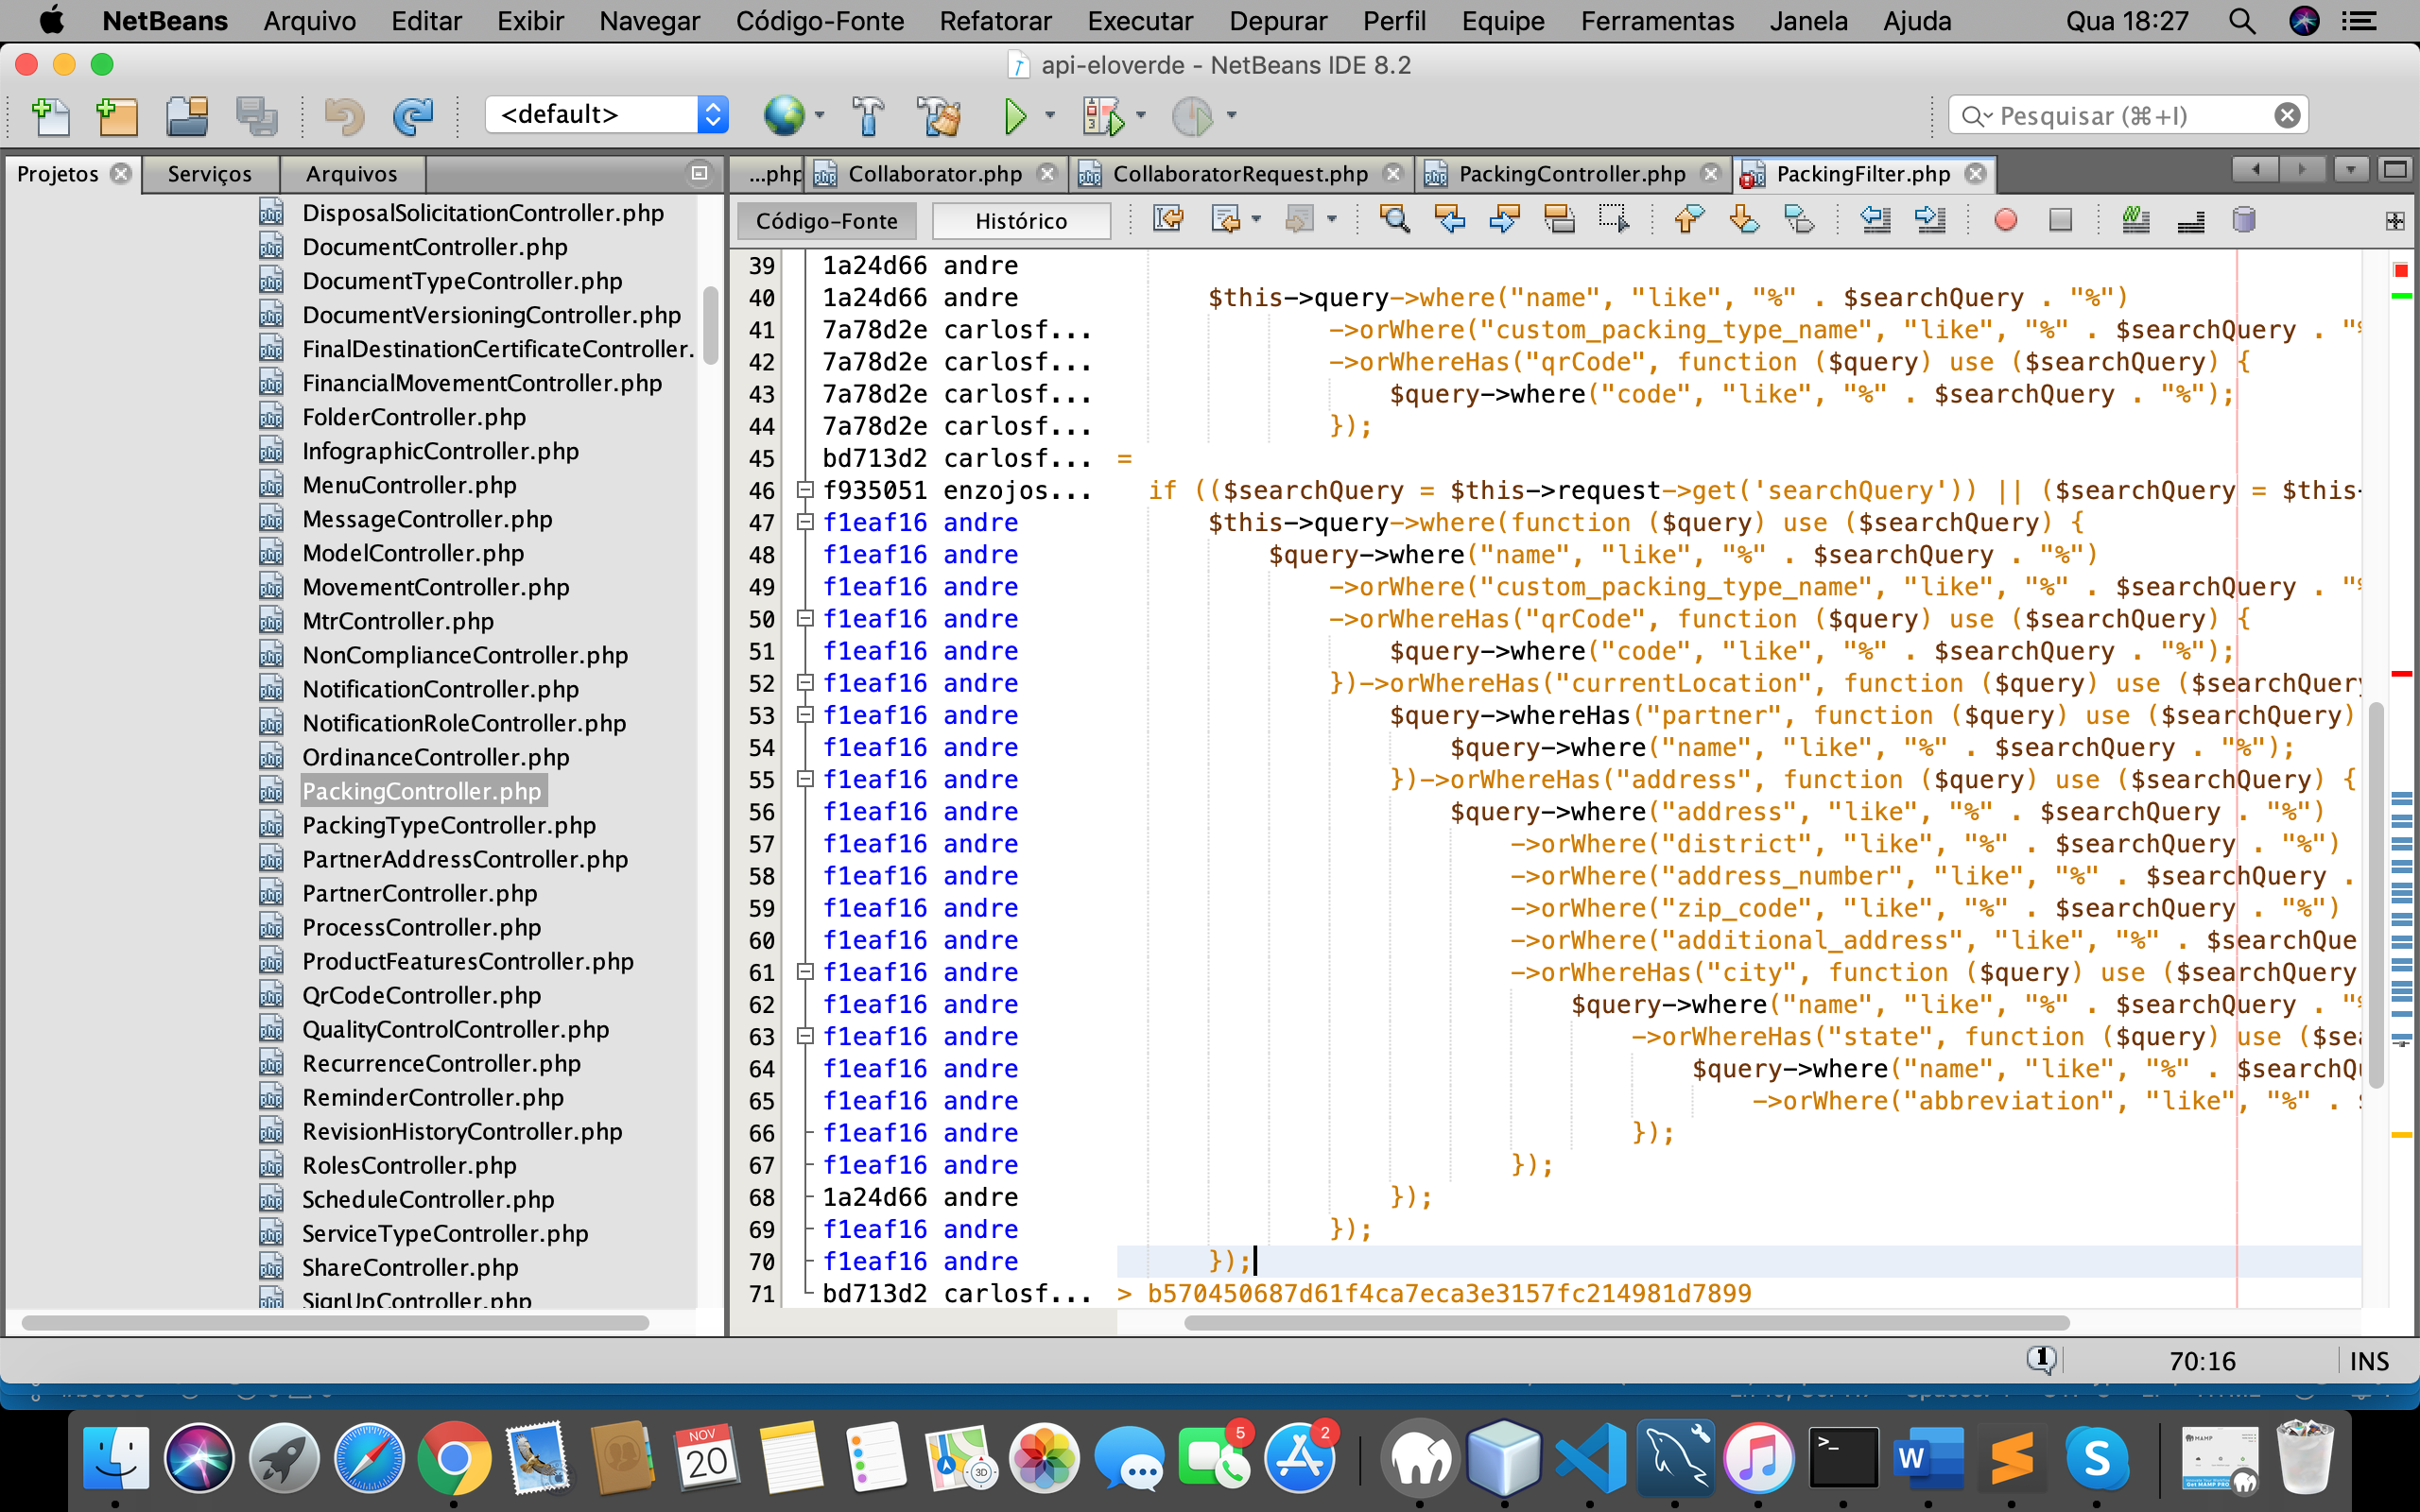 NetBeans Arquivo Editar Exibir Navegar Código-Fonte Refatorar Executar Depurar Perfil Equipe Ferramentas Janela Ajuda Qua 18:27
api-eloverde - NetBeans IDE 8.2
<default>
Pesquisar (⌘+I)
Projetos Serviços Arquivos
...php Collaborator.php CollaboratorRequest.php PackingController.php PackingFilter.php
Código-Fonte Histórico
DisposalSolicitationController.php
DocumentController.php
DocumentTypeController.php
DocumentVersioningController.php
FinalDestinationCertificateController.
FinancialMovementController.php
FolderController.php
InfographicController.php
MenuController.php
MessageController.php
ModelController.php
MovementController.php
MtrController.php
NonComplianceController.php
NotificationController.php
NotificationRoleController.php
OrdinanceController.php
PackingController.php
PackingTypeController.php
PartnerAddressController.php
PartnerController.php
ProcessController.php
ProductFeaturesController.php
QrCodeController.php
QualityControlController.php
RecurrenceController.php
ReminderController.php
RevisionHistoryController.php
RolesController.php
ScheduleController.php
ServiceTypeController.php
ShareController.php
SignUpController.php
39 1a24d66 andre
40 1a24d66 andre $this->query->where("name", "like", "%" . $searchQuery . "%")
41 7a78d2e carlosf... ->orWhere("custom_packing_type_name", "like", "%" . $searchQuery . "%
42 7a78d2e carlosf... ->orWhereHas("qrCode", function ($query) use ($searchQuery) {
43 7a78d2e carlosf... $query->where("code", "like", "%" . $searchQuery . "%");
44 7a78d2e carlosf... });
45 bd713d2 carlosf... =
46 f935051 enzojos... if (($searchQuery = $this->request->get('searchQuery')) || ($searchQuery = $this-
47 f1eaf16 andre $this->query->where(function ($query) use ($searchQuery) {
48 f1eaf16 andre $query->where("name", "like", "%" . $searchQuery . "%")
49 f1eaf16 andre ->orWhere("custom_packing_type_name", "like", "%" . $searchQuery . "%
50 f1eaf16 andre ->orWhereHas("qrCode", function ($query) use ($searchQuery) {
51 f1eaf16 andre $query->where("code", "like", "%" . $searchQuery . "%");
52 f1eaf16 andre })->orWhereHas("currentLocation", function ($query) use ($searchQuery
53 f1eaf16 andre $query->whereHas("partner", function ($query) use ($searchQuery)
54 f1eaf16 andre $query->where("name", "like", "%" . $searchQuery . "%");
55 f1eaf16 andre })->orWhereHas("address", function ($query) use ($searchQuery) {
56 f1eaf16 andre $query->where("address", "like", "%" . $searchQuery . "%")
57 f1eaf16 andre ->orWhere("district", "like", "%" . $searchQuery . "%")
58 f1eaf16 andre ->orWhere("address_number", "like", "%" . $searchQuery .
59 f1eaf16 andre ->orWhere("zip_code", "like", "%" . $searchQuery . "%")
60 f1eaf16 andre ->orWhere("additional_address", "like", "%" . $searchQue
61 f1eaf16 andre ->orWhereHas("city", function ($query) use ($searchQuery
62 f1eaf16 andre $query->where("name", "like", "%" . $searchQuery . "%
63 f1eaf16 andre ->orWhereHas("state", function ($query) use ($sea
64 f1eaf16 andre $query->where("name", "like", "%" . $searchQu
65 f1eaf16 andre ->orWhere("abbreviation", "like", "%" .
66 f1eaf16 andre });
67 f1eaf16 andre });
68 1a24d66 andre });
69 f1eaf16 andre });
70 f1eaf16 andre });
71 bd713d2 carlosf... > b570450687d61f4ca7eca3e3157fc214981d7899
1 70:16 INS
NOV
20
3D
5
2
>_
W
S
MAMP